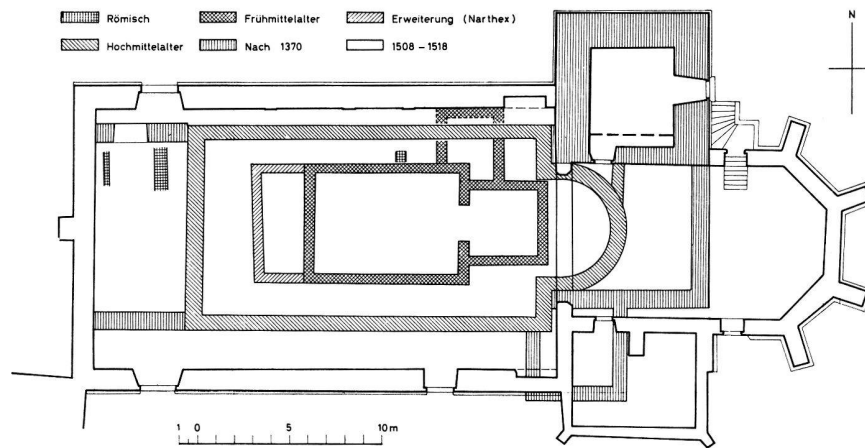 Römisch Frühmittelalter Erweiterung (Narthex)
Hochmittelalter Nach 1370 1508 – 1518
N
1 0 5 10 m